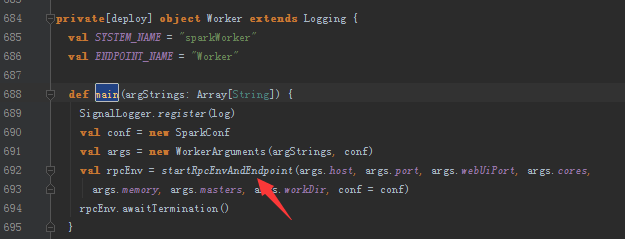 684 private[deploy] object Worker extends Logging {
685 val SYSTEM_NAME = "sparkWorker"
686 val ENDPOINT_NAME = "Worker"
687
688 def main(argStrings: Array[String]) {
689 SignalLogger.register(log)
690 val conf = new SparkConf
691 val args = new WorkerArguments(argStrings, conf)
692 val rpcEnv = startRpcEnvAndEndpoint(args.host, args.port, args.webUiPort, args.cores,
693 args.memory, args.masters, args.workDir, conf = conf)
694 rpcEnv.awaitTermination()
695 }